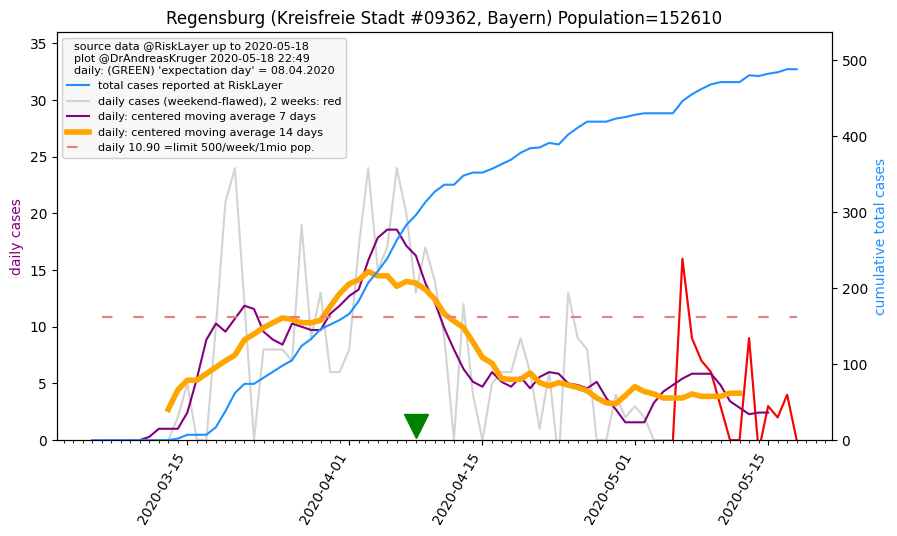 Regensburg (Kreisfreie Stadt #09362, Bayern) Population=152610
source data @RiskLayer up to 2020-05-18
plot @DrAndreasKruger 2020-05-18 22:49
daily: (GREEN) 'expectation day' = 08.04.2020
total cases reported at RiskLayer
daily cases (weekend-flawed), 2 weeks: red
daily: centered moving average 7 days
daily: centered moving average 14 days
daily 10.90 =limit 500/week/1mio pop.
35
30
25
20
15
10
5
0
daily cases
500
400
300
200
100
0
cumulative total cases
2020-03-15
2020-04-01
2020-04-15
2020-05-01
2020-05-15